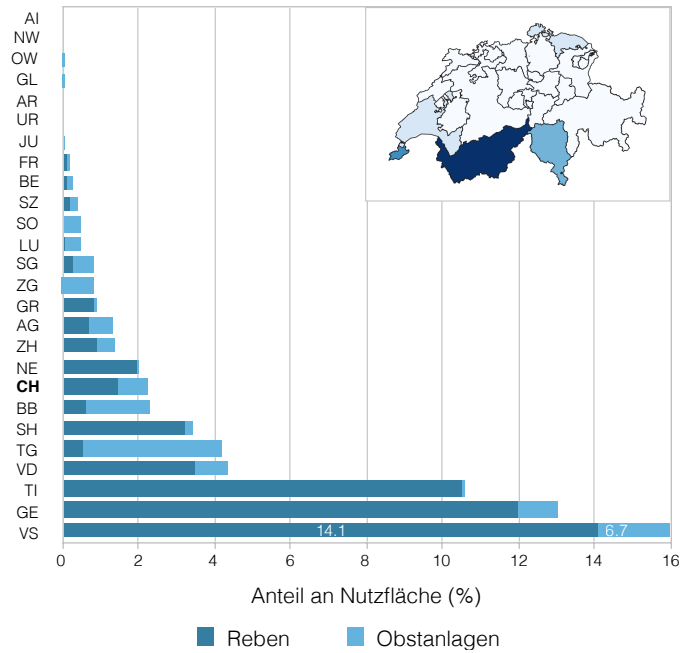 AI
NW
OW
GL
AR
UR
JU
FR
BE
SZ
SO
LU
SG
ZG
GR
AG
ZH
NE
CH
BB
SH
TG
VD
TI
GE
VS 14.1 6.7
0 2 4 6 8 10 12 14 16
Anteil an Nutzfläche (%)
Reben Obstanlagen